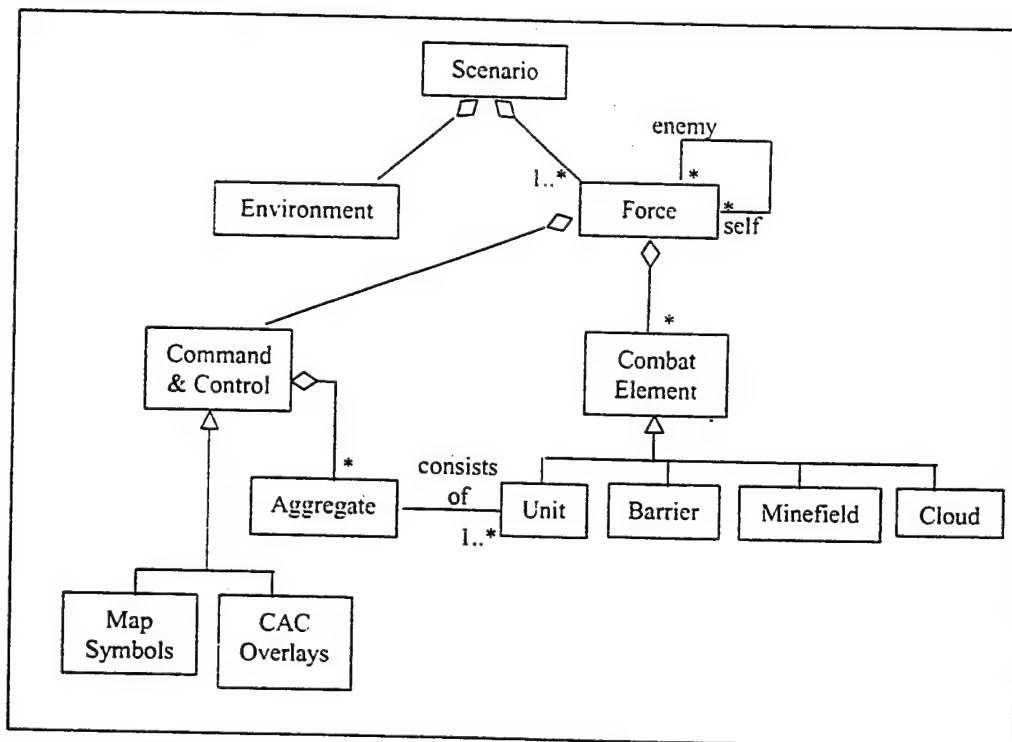 Scenario
enemy
1..*
*
Environment
Force
*
self
*
Command
& Control
Combat
Element
*
consists
of
Aggregate
1..*
Unit
Barrier
Minefield
Cloud
Map
Symbols
CAC
Overlays